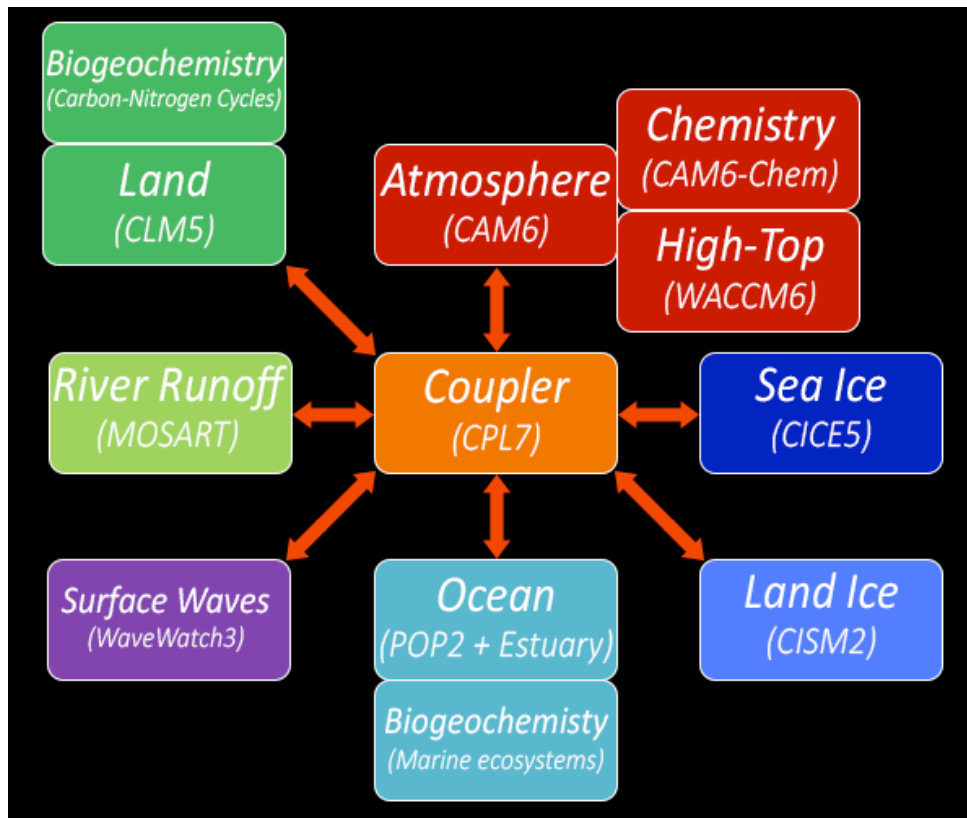 Biogeochemistry
(Carbon-Nitrogen Cycles)
Land
(CLM5)
Atmosphere
(CAM6)
Chemistry
(CAM6-Chem)
High-Top
(WACCM6)
River Runoff
(MOSART)
Coupler
(CPL7)
Sea Ice
(CICE5)
Surface Waves
(WaveWatch3)
Ocean
(POP2 + Estuary)
Biogeochemisty
(Marine ecosystems)
Land Ice
(CISM2)